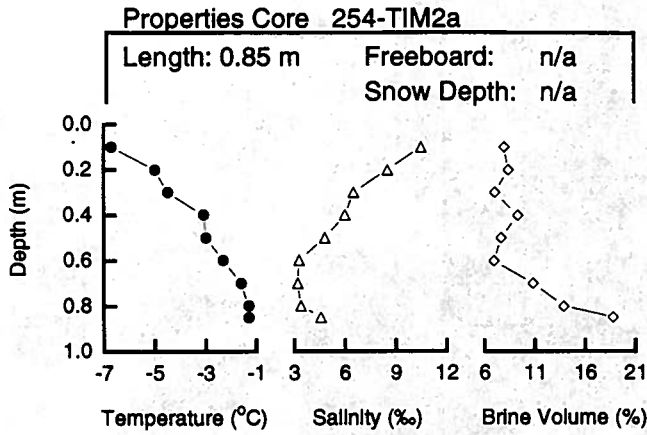 Properties Core 254-TIM2a
Length: 0.85 m Freeboard: n/a
Snow Depth: n/a
0.0
0.2
0.4
0.6
0.8
1.0
Depth (m)
-7 -5 -3 -1 3 6 9 12 6 11 16 21
Temperature (°C) Salinity (‰) Brine Volume (%)